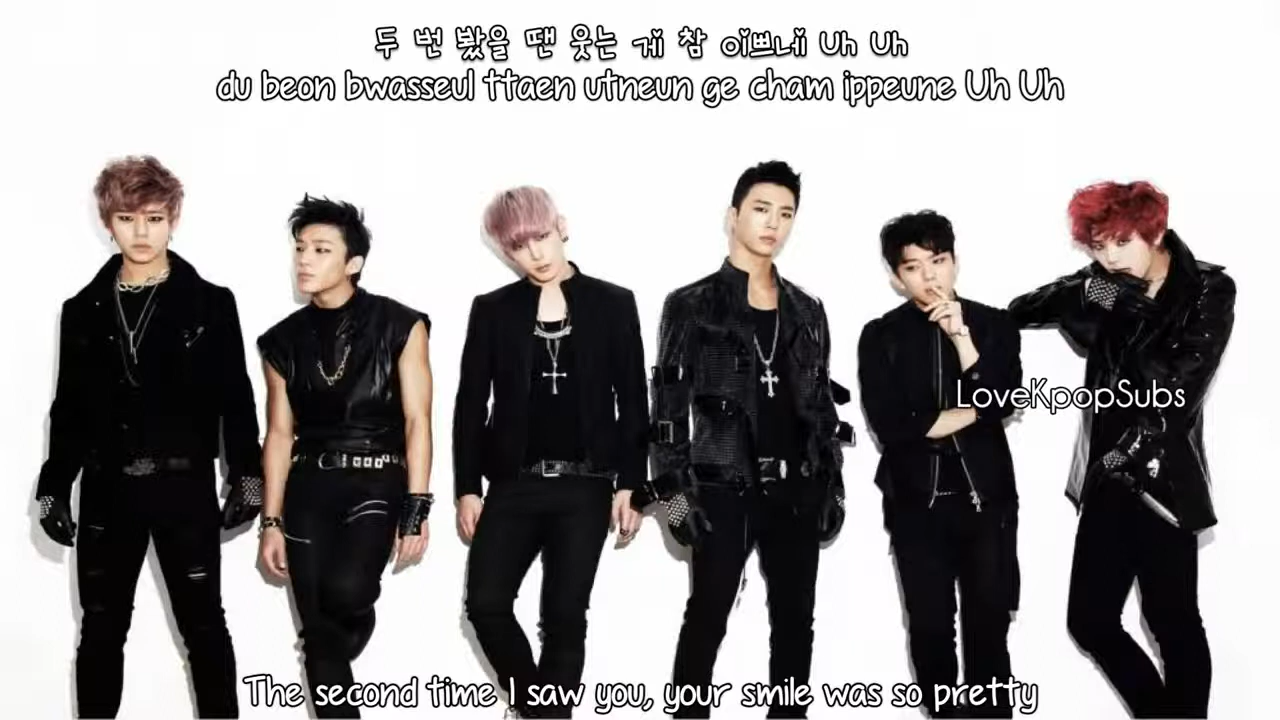 두 번 봤을 땐 웃는 게 참 이쁘네 Uh Uh
du beon bwasseul ttaen utneun ge cham ippeune Uh Uh
LoveKpopSubs
The second time I saw you, your smile was so pretty